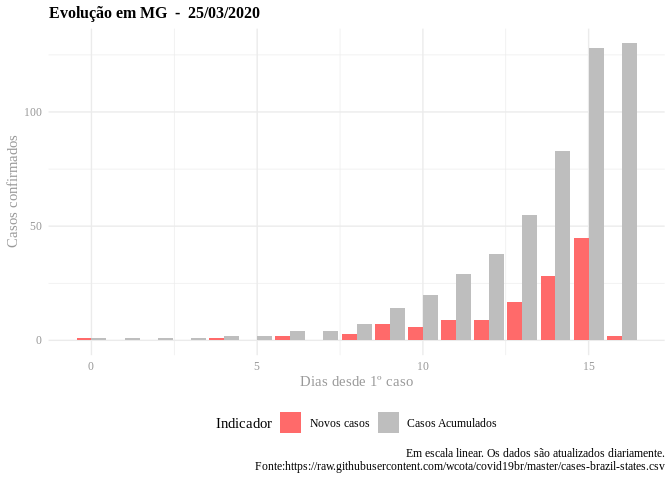 Evolução em MG - 25/03/2020
Casos confirmados
100
50
0
0 5 10 15
Dias desde 1º caso
Indicador Novos casos Casos Acumulados
Em escala linear. Os dados são atualizados diariamente.
Fonte:https://raw.githubusercontent.com/wcota/covid19br/master/cases-brazil-states.csv